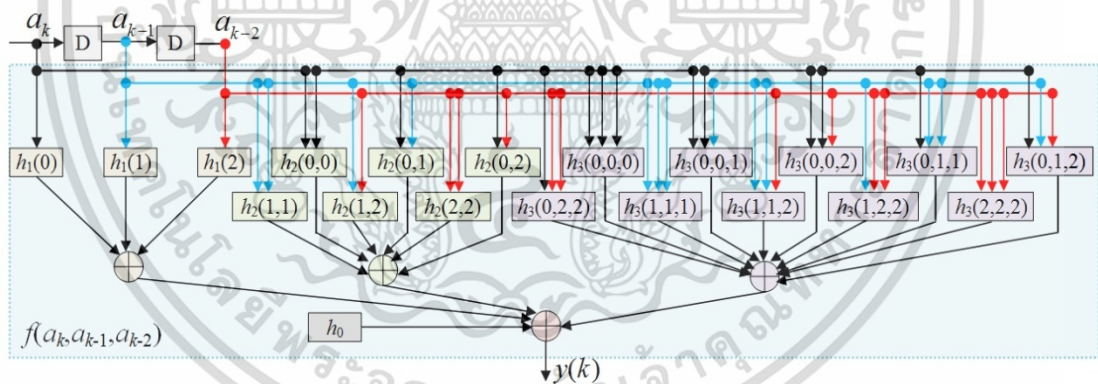 a_k a_{k-1} a_{k-2}
D D
h_1(0) h_1(1) h_1(2) h_2(0,0) h_2(0,1) h_2(0,2) h_3(0,0,0) h_3(0,0,1) h_3(0,0,2) h_3(0,1,1) h_3(0,1,2)
h_2(1,1) h_2(1,2) h_2(2,2) h_3(0,2,2) h_3(1,1,1) h_3(1,1,2) h_3(1,2,2) h_3(2,2,2)
h_0
f(a_k,a_{k-1},a_{k-2})
y(k)